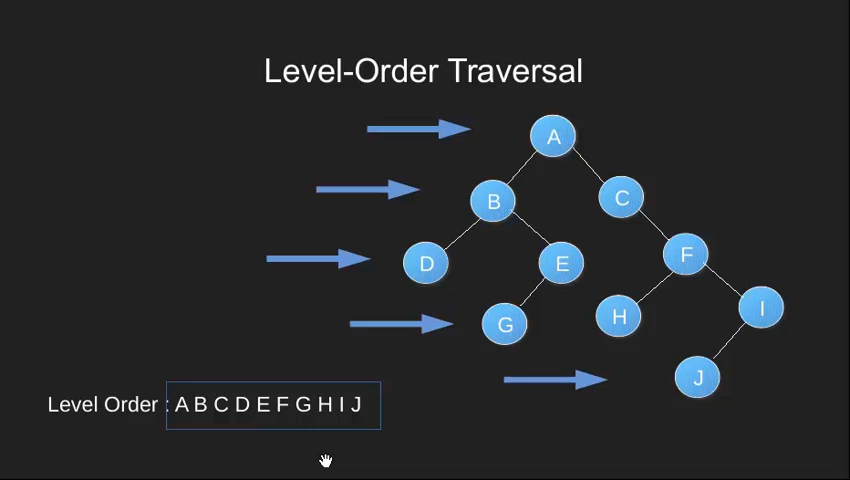 Level-Order Traversal
A
B
C
D
E
F
G
H
I
J
Level Order : A B C D E F G H I J